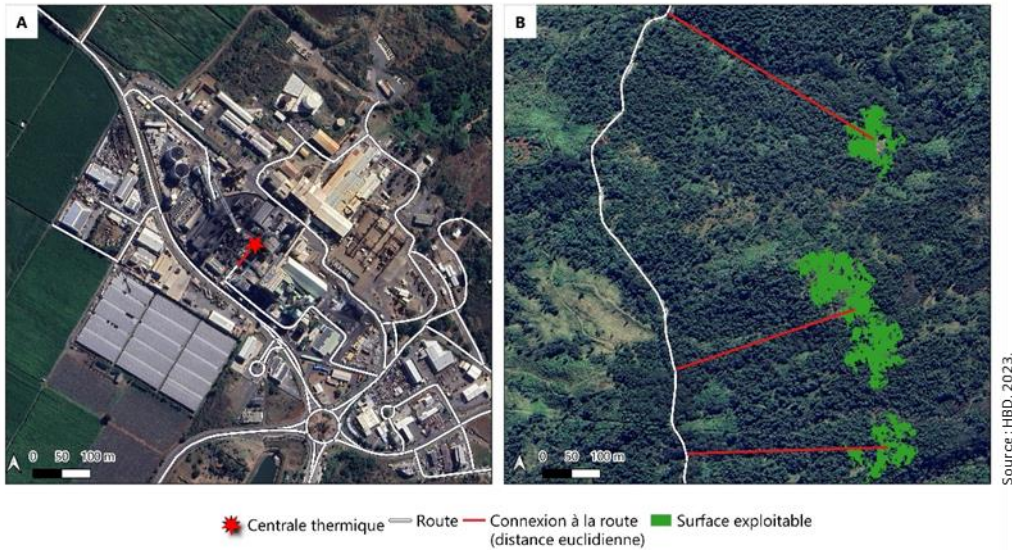 A
B
0 50 100 m
0 50 100 m
Source : HBD, 2023.
Centrale thermique Route Connexion à la route Surface exploitable
(distance euclidienne)